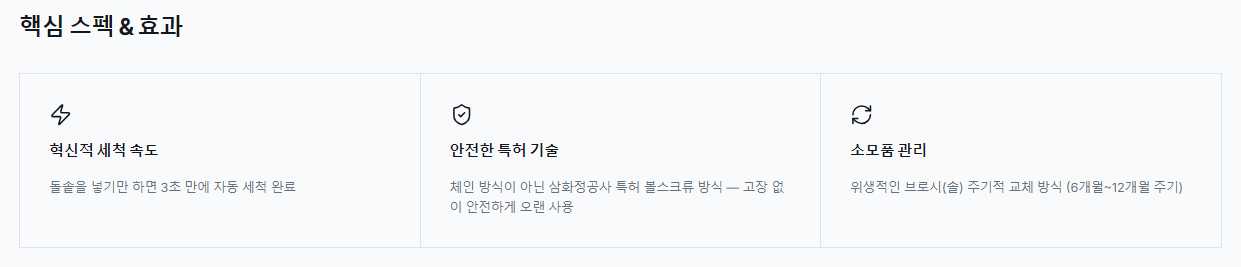 핵심 스펙 & 효과
혁신적 세척 속도
돌솥을 넣기만 하면 3초 만에 자동 세척 완료
안전한 특허 기술
체인 방식이 아닌 삼화정공사 특허 볼스크류 방식 — 고장 없
이 안전하게 오랜 사용
소모품 관리
위생적인 브로시(솔) 주기적 교체 방식 (6개월~12개월 주기)